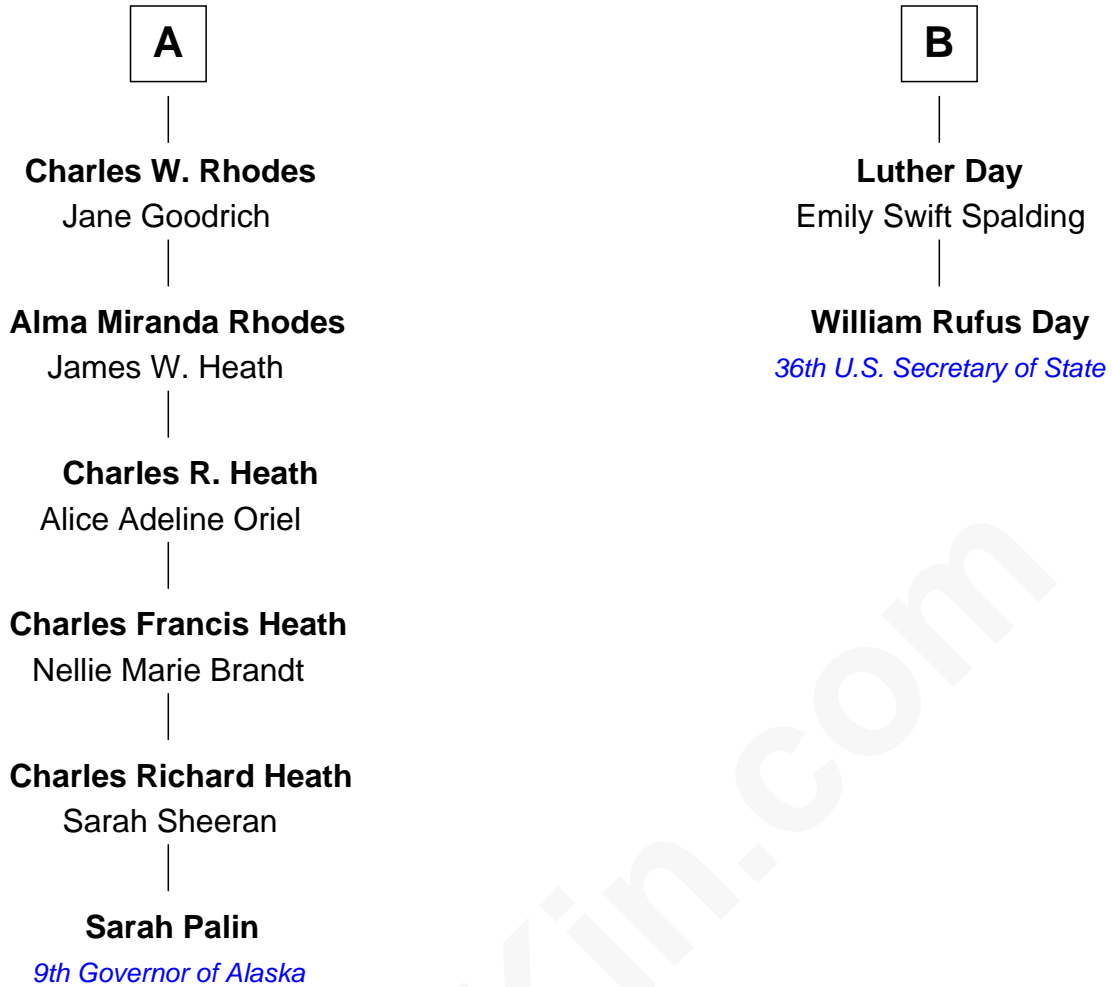 A
Charles W. Rhodes
Jane Goodrich
Alma Miranda Rhodes
James W. Heath
Charles R. Heath
Alice Adeline Oriel
Charles Francis Heath
Nellie Marie Brandt
Charles Richard Heath
Sarah Sheeran
Sarah Palin
9th Governor of Alaska
B
Luther Day
Emily Swift Spalding
William Rufus Day
36th U.S. Secretary of State